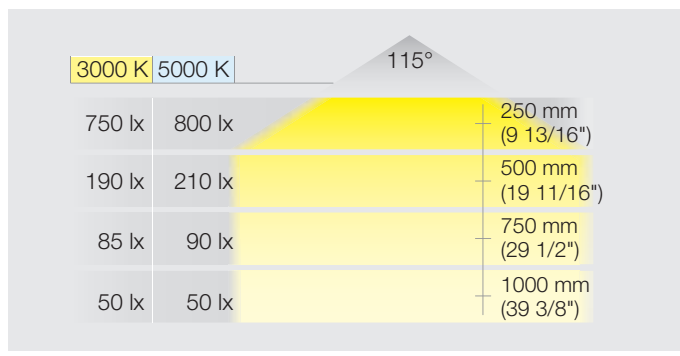 115°
3000 K 5000 K
750 lx 800 lx 250 mm
(9 13/16")
190 lx 210 lx 500 mm
(19 11/16")
85 lx 90 lx 750 mm
(29 1/2")
50 lx 50 lx 1000 mm
(39 3/8")